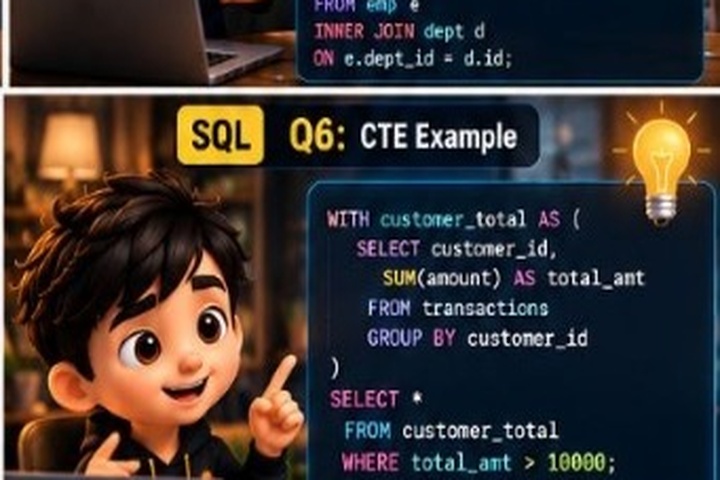 FROM emp e
INNER JOIN dept d
ON e.dept_id = d.id;
SQL Q6: CTE Example
WITH customer_total AS (
SELECT customer_id,
SUM(amount) AS total_amt
FROM transactions
GROUP BY customer_id
)
SELECT *
FROM customer_total
WHERE total_amt > 10000;